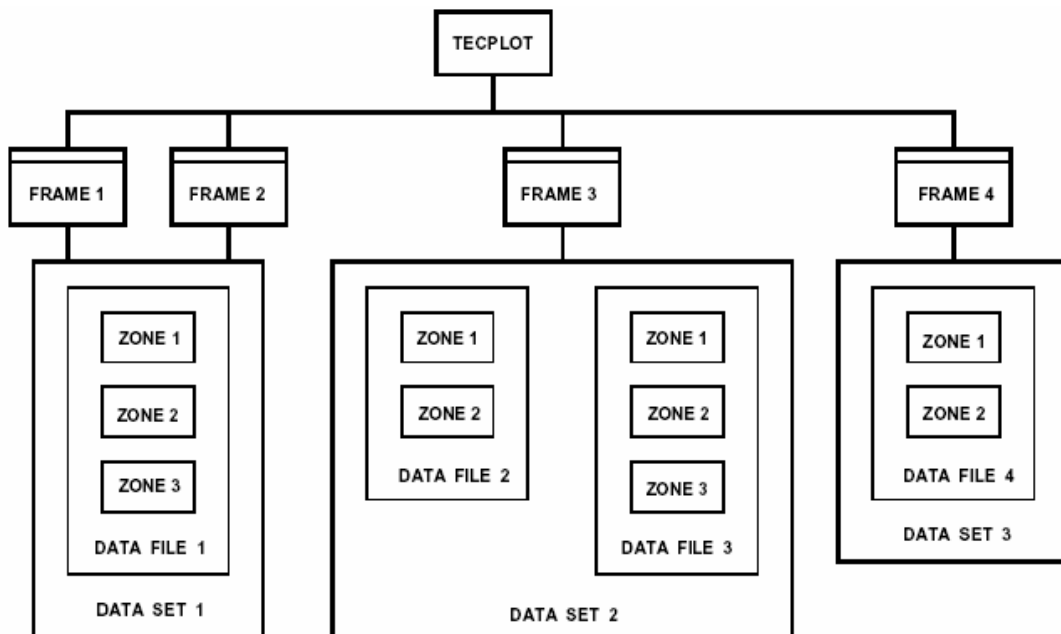 TECPLOT
FRAME 1
FRAME 2
FRAME 3
FRAME 4
ZONE 1
ZONE 2
ZONE 3
DATA FILE 1
DATA SET 1
ZONE 1
ZONE 2
DATA FILE 2
ZONE 1
ZONE 2
ZONE 3
DATA FILE 3
DATA SET 2
ZONE 1
ZONE 2
DATA FILE 4
DATA SET 3